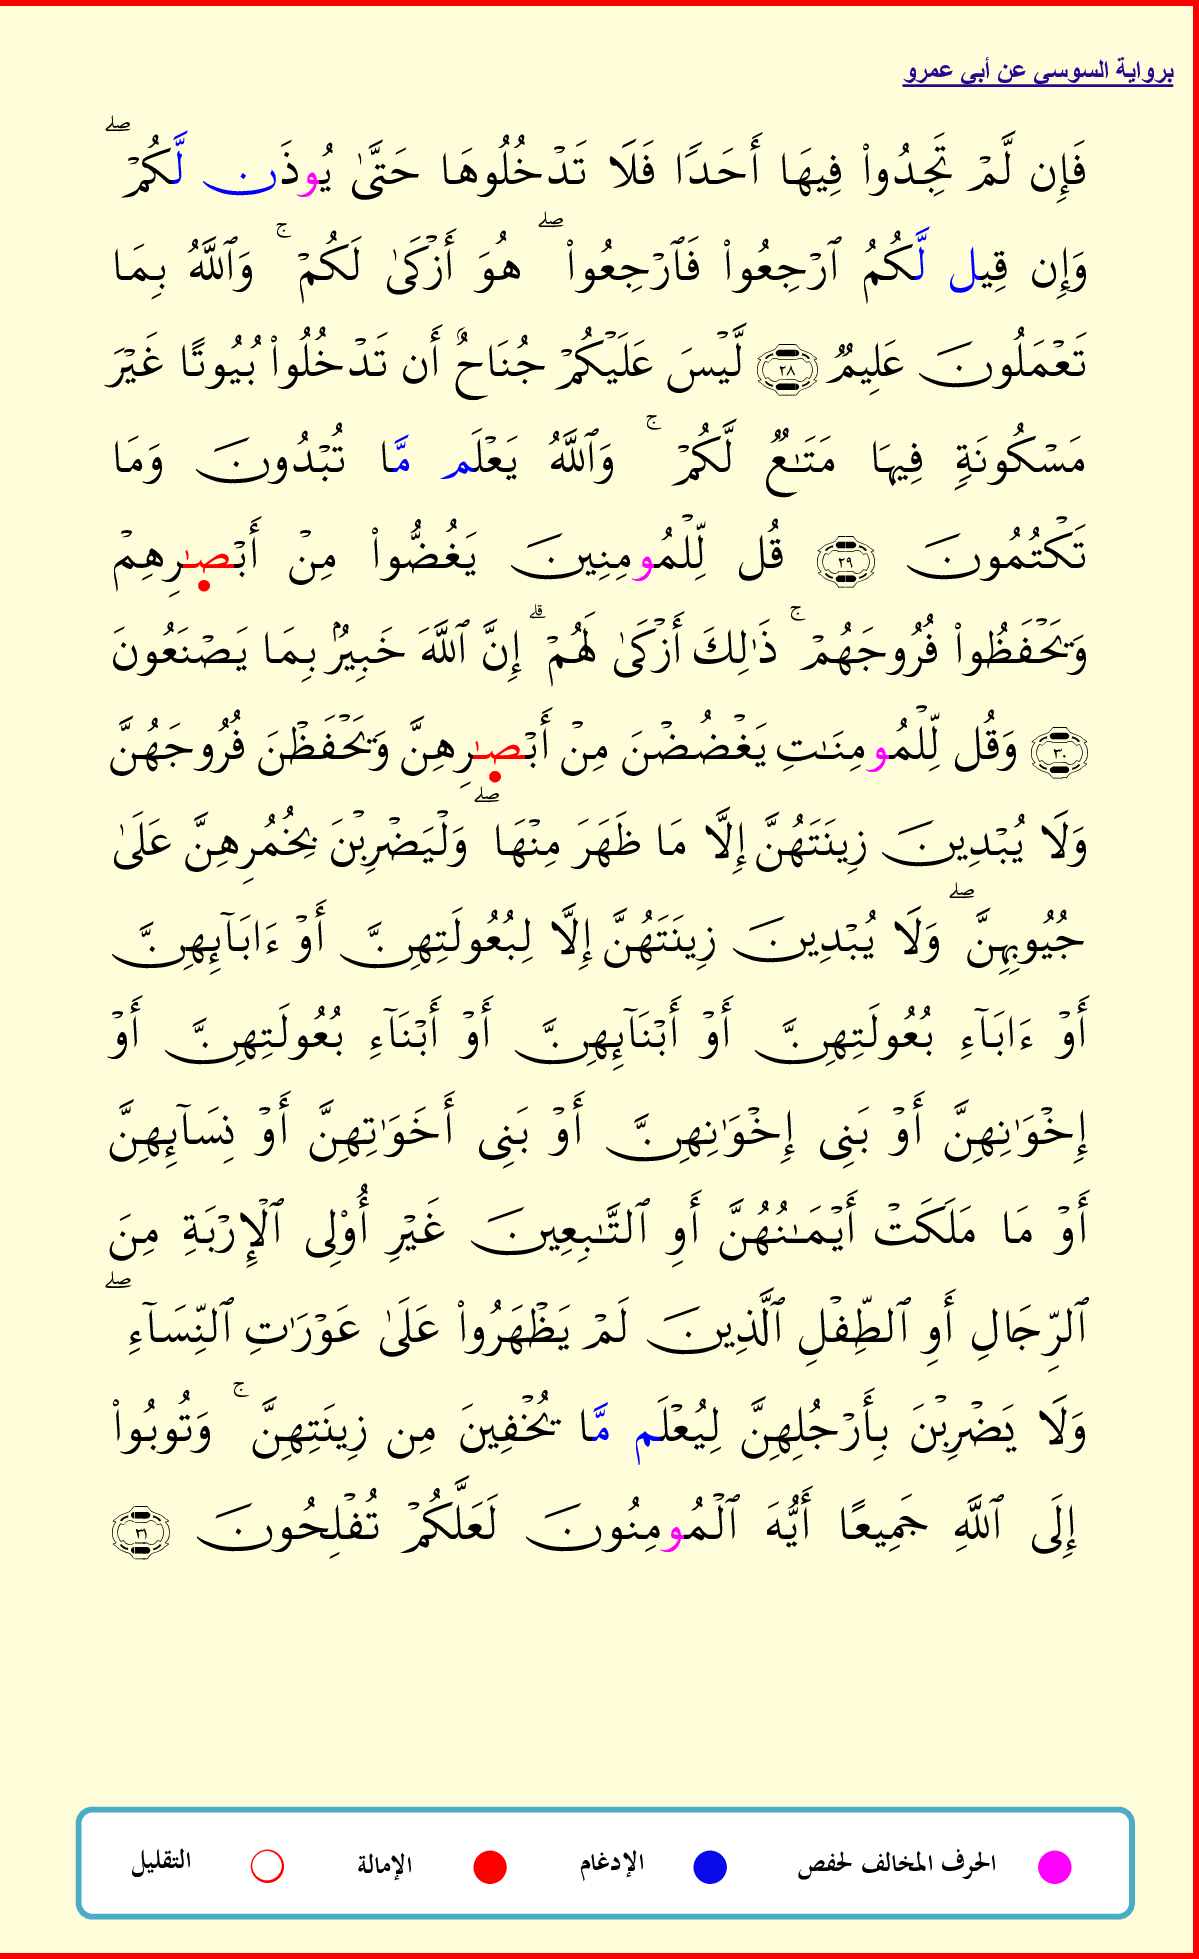 برواية السوسي عن أبي عمرو
فَإِن لَّمْ تَجِدُوا۟ فِيهَا أَحَدًا فَلَا تَدْخُلُوهَا حَتَّىٰ يُوذَن لَّكُمْ ۖ
وَإِن قِيل لَّكُمُ ٱرْجِعُوا۟ فَٱرْجِعُوا۟ ۖ هُوَ أَزْكَىٰ لَكُمْ ۚ وَٱللَّهُ بِمَا
تَعْمَلُونَ عَلِيمٌ ٢٨ لَّيْسَ عَلَيْكُمْ جُنَاحٌ أَن تَدْخُلُوا۟ بُيُوتًا غَيْرَ
مَسْكُونَةٍ فِيهَا مَتَـٰعٌ لَّكُمْ ۚ وَٱللَّهُ يَعْلَم مَّا تُبْدُونَ وَمَا
تَكْتُمُونَ ٢٩ قُل لِّلْمُومِنِينَ يَغُضُّوا۟ مِنْ أَبْصـٰرِهِمْ
وَيَحْفَظُوا۟ فُرُوجَهُمْ ۚ ذَٰلِكَ أَزْكَىٰ لَهُمْ ۗ إِنَّ ٱللَّهَ خَبِيرٌۢ بِمَا يَصْنَعُونَ
٣٠ وَقُل لِّلْمُومِنَـٰتِ يَغْضُضْنَ مِنْ أَبْصـٰرِهِنَّ وَيَحْفَظْنَ فُرُوجَهُنَّ
وَلَا يُبْدِينَ زِينَتَهُنَّ إِلَّا مَا ظَهَرَ مِنْهَا ۖ وَلْيَضْرِبْنَ بِخُمُرِهِنَّ عَلَىٰ
جُيُوبِهِنَّ ۖ وَلَا يُبْدِينَ زِينَتَهُنَّ إِلَّا لِبُعُولَتِهِنَّ أَوْ ءَابَآئِهِنَّ
أَوْ ءَابَآءِ بُعُولَتِهِنَّ أَوْ أَبْنَآئِهِنَّ أَوْ أَبْنَآءِ بُعُولَتِهِنَّ أَوْ
إِخْوَٰنِهِنَّ أَوْ بَنِى إِخْوَٰنِهِنَّ أَوْ بَنِى أَخَوَٰتِهِنَّ أَوْ نِسَآئِهِنَّ
أَوْ مَا مَلَكَتْ أَيْمَـٰنُهُنَّ أَوِ ٱلتَّـٰبِعِينَ غَيْرِ أُو۟لِى ٱلْإِرْبَةِ مِنَ
ٱلرِّجَالِ أَوِ ٱلطِّفْلِ ٱلَّذِينَ لَمْ يَظْهَرُوا۟ عَلَىٰ عَوْرَٰتِ ٱلنِّسَآءِ ۖ
وَلَا يَضْرِبْنَ بِأَرْجُلِهِنَّ لِيُعْلَم مَّا يُخْفِينَ مِن زِينَتِهِنَّ ۚ وَتُوبُوا۟
إِلَى ٱللَّهِ جَمِيعًا أَيُّهَ ٱلْمُومِنُونَ لَعَلَّكُمْ تُفْلِحُونَ ٣١
الحرف المخالف لحفص الإدغام الإمالة التقليل